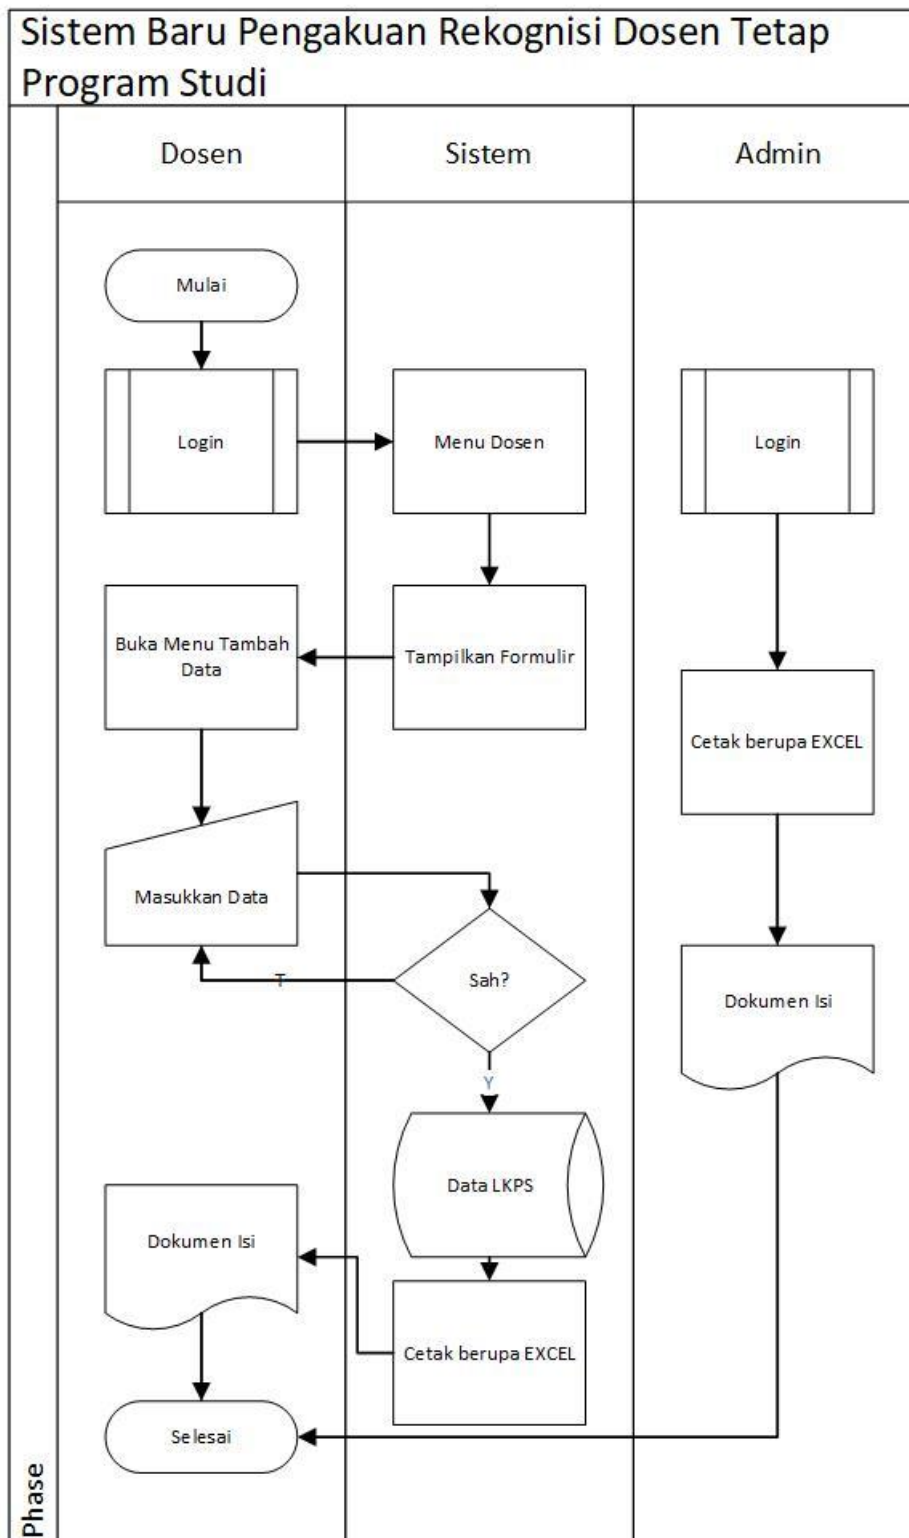 Sistem Baru Pengakuan Rekognisi Dosen Tetap
Program Studi
Dosen
Sistem
Admin
Mulai
Login
Menu Dosen
Login
Buka Menu Tambah
Data
Tampilkan Formulir
Cetak berupa EXCEL
Masukkan Data
Sah?
T
Dokumen Isi
Y
Data LKPS
Dokumen Isi
Cetak berupa EXCEL
Selesai
Phase